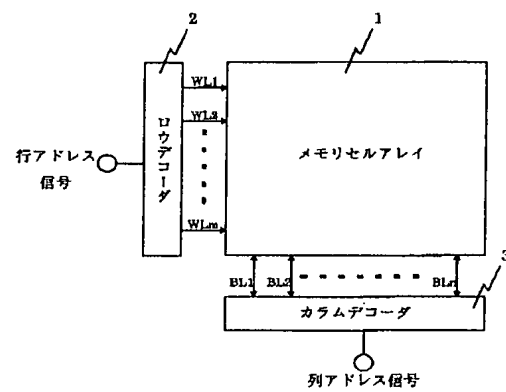 2
1
WL1
WL2
ロウデコーダ
メモリセルアレイ
行アドレス
信号
WLm
BL1
BL2
BLn
3
カラムデコーダ
列アドレス信号